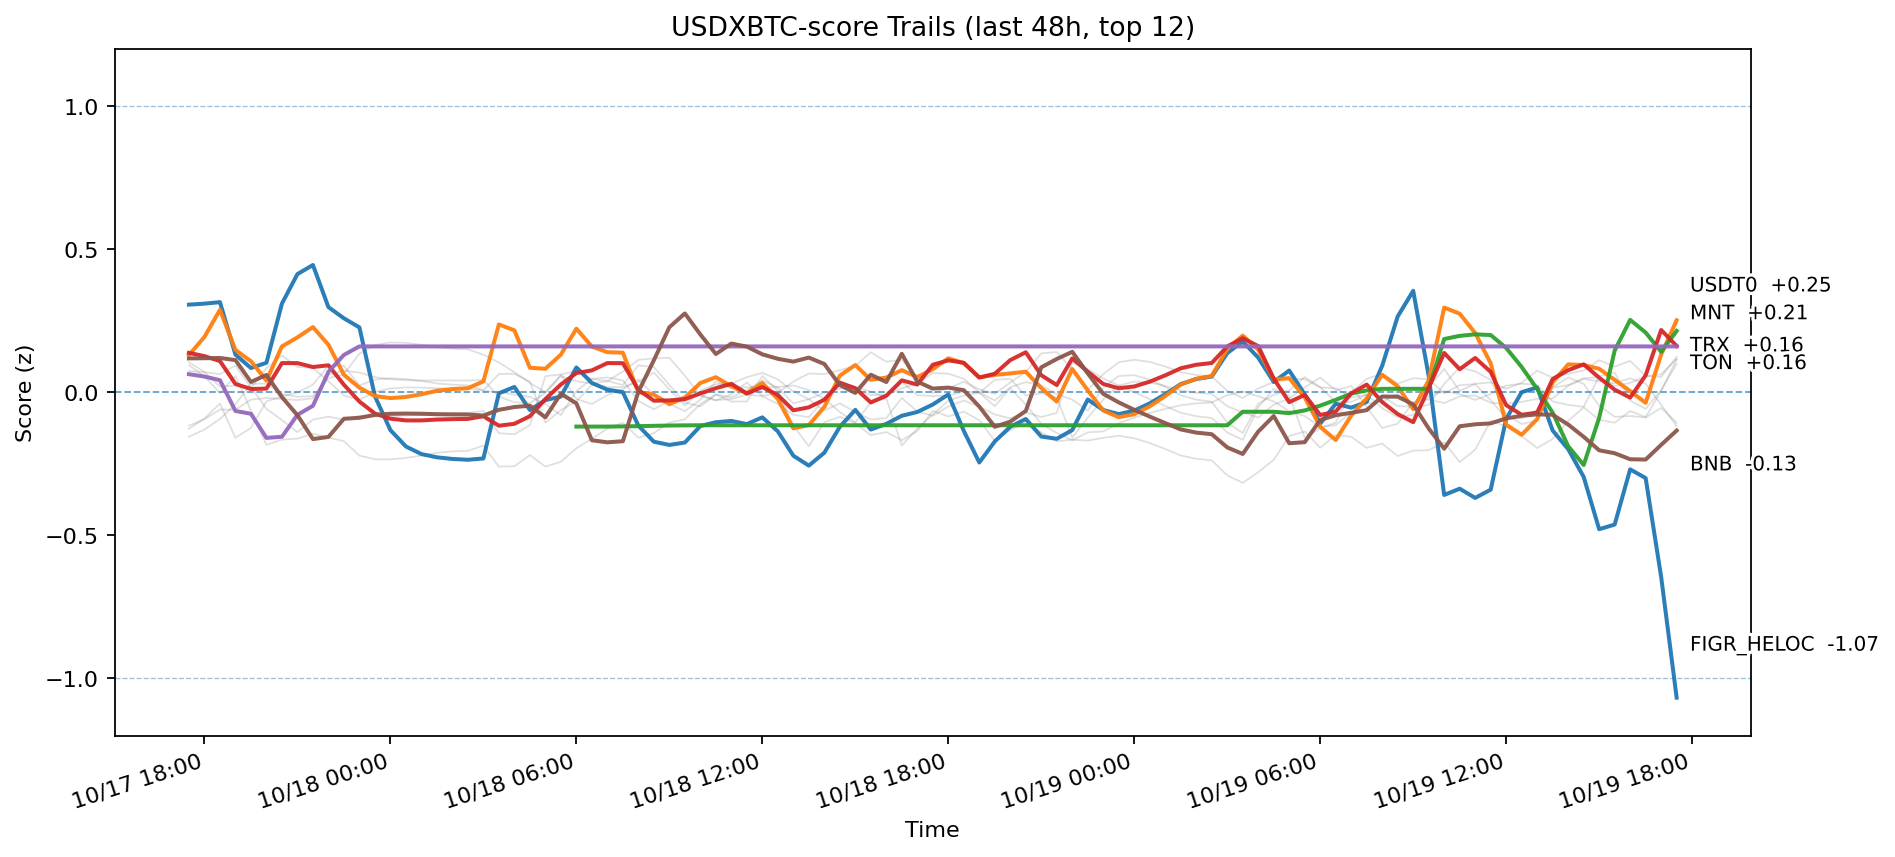 USDXBTC-score Trails (last 48h, top 12)
Score (z)
1.0
0.5
0.0
−0.5
−1.0
USDT0 +0.25
MNT +0.21
TRX +0.16
TON +0.16
BNB -0.13
FIGR_HELOC -1.07
10/17 18:00
10/18 00:00
10/18 06:00
10/18 12:00
10/18 18:00
10/19 00:00
10/19 06:00
10/19 12:00
10/19 18:00
Time